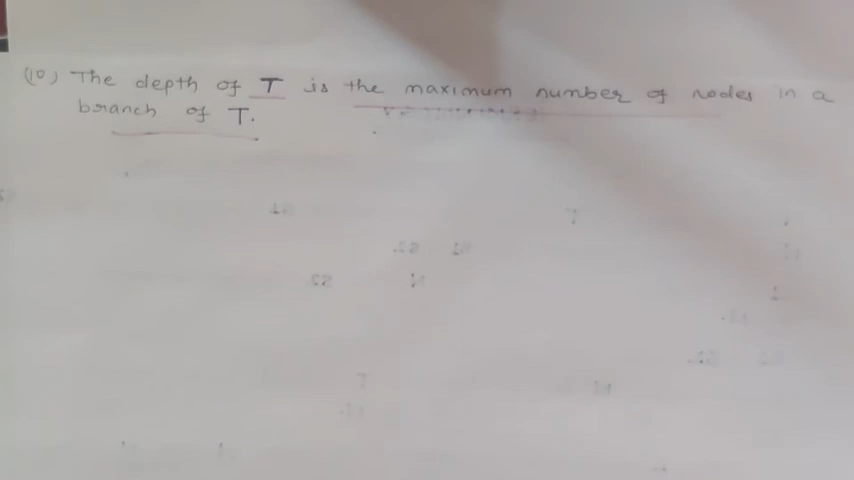 (10) The depth of T is the maximum number of nodes in a
branch of T.